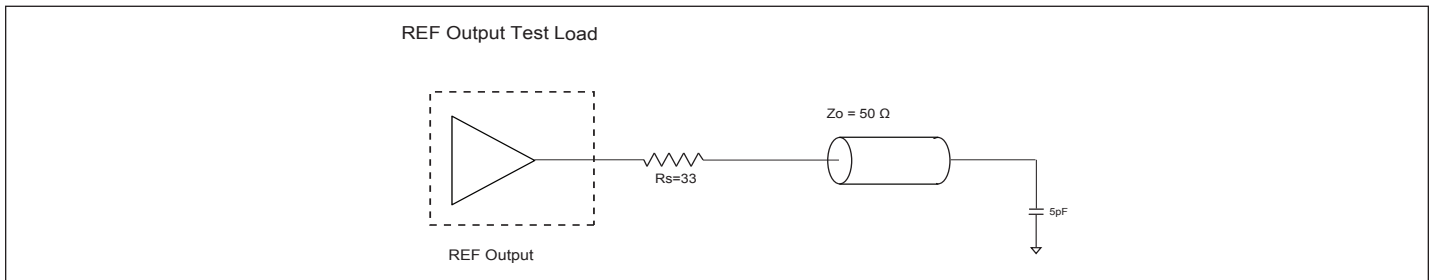 REF Output Test Load
Zo = 50 Ω
Rs=33
5pF
REF Output